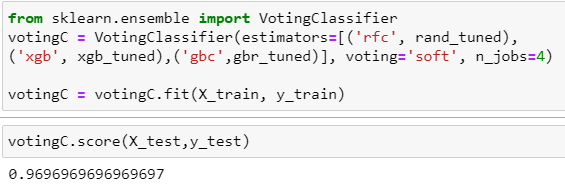 from sklearn.ensemble import VotingClassifier
votingC = VotingClassifier(estimators=[('rfc', rand_tuned),
('xgb', xgb_tuned),('gbc',gbr_tuned)], voting='soft', n_jobs=4)
votingC = votingC.fit(X_train, y_train)
votingC.score(X_test,y_test)
0.9696969696969697